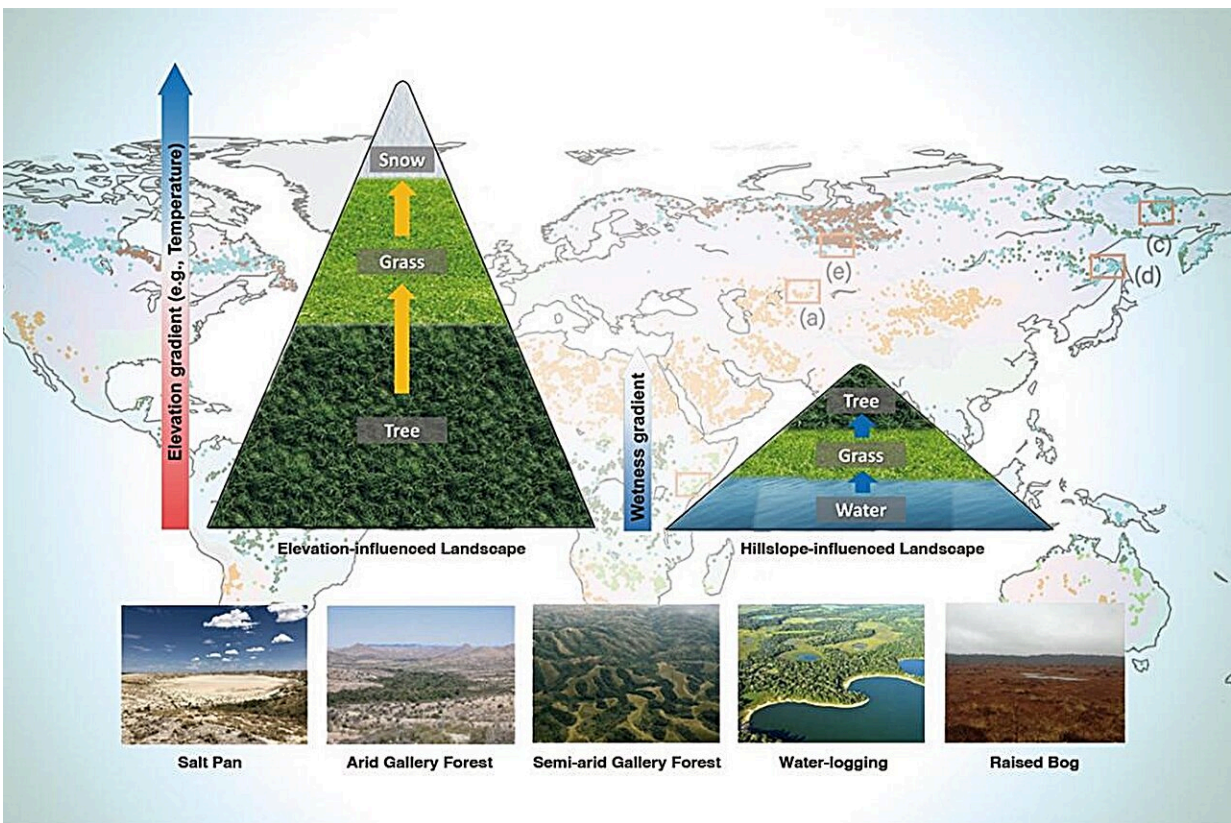 Elevation gradient (e.g., Temperature)
Snow
Grass
Tree
Elevation-influenced Landscape
Wetness gradient
Tree
Grass
Water
Hillslope-influenced Landscape
(c)
(d)
(e)
(a)
Salt Pan
Arid Gallery Forest
Semi-arid Gallery Forest
Water-logging
Raised Bog